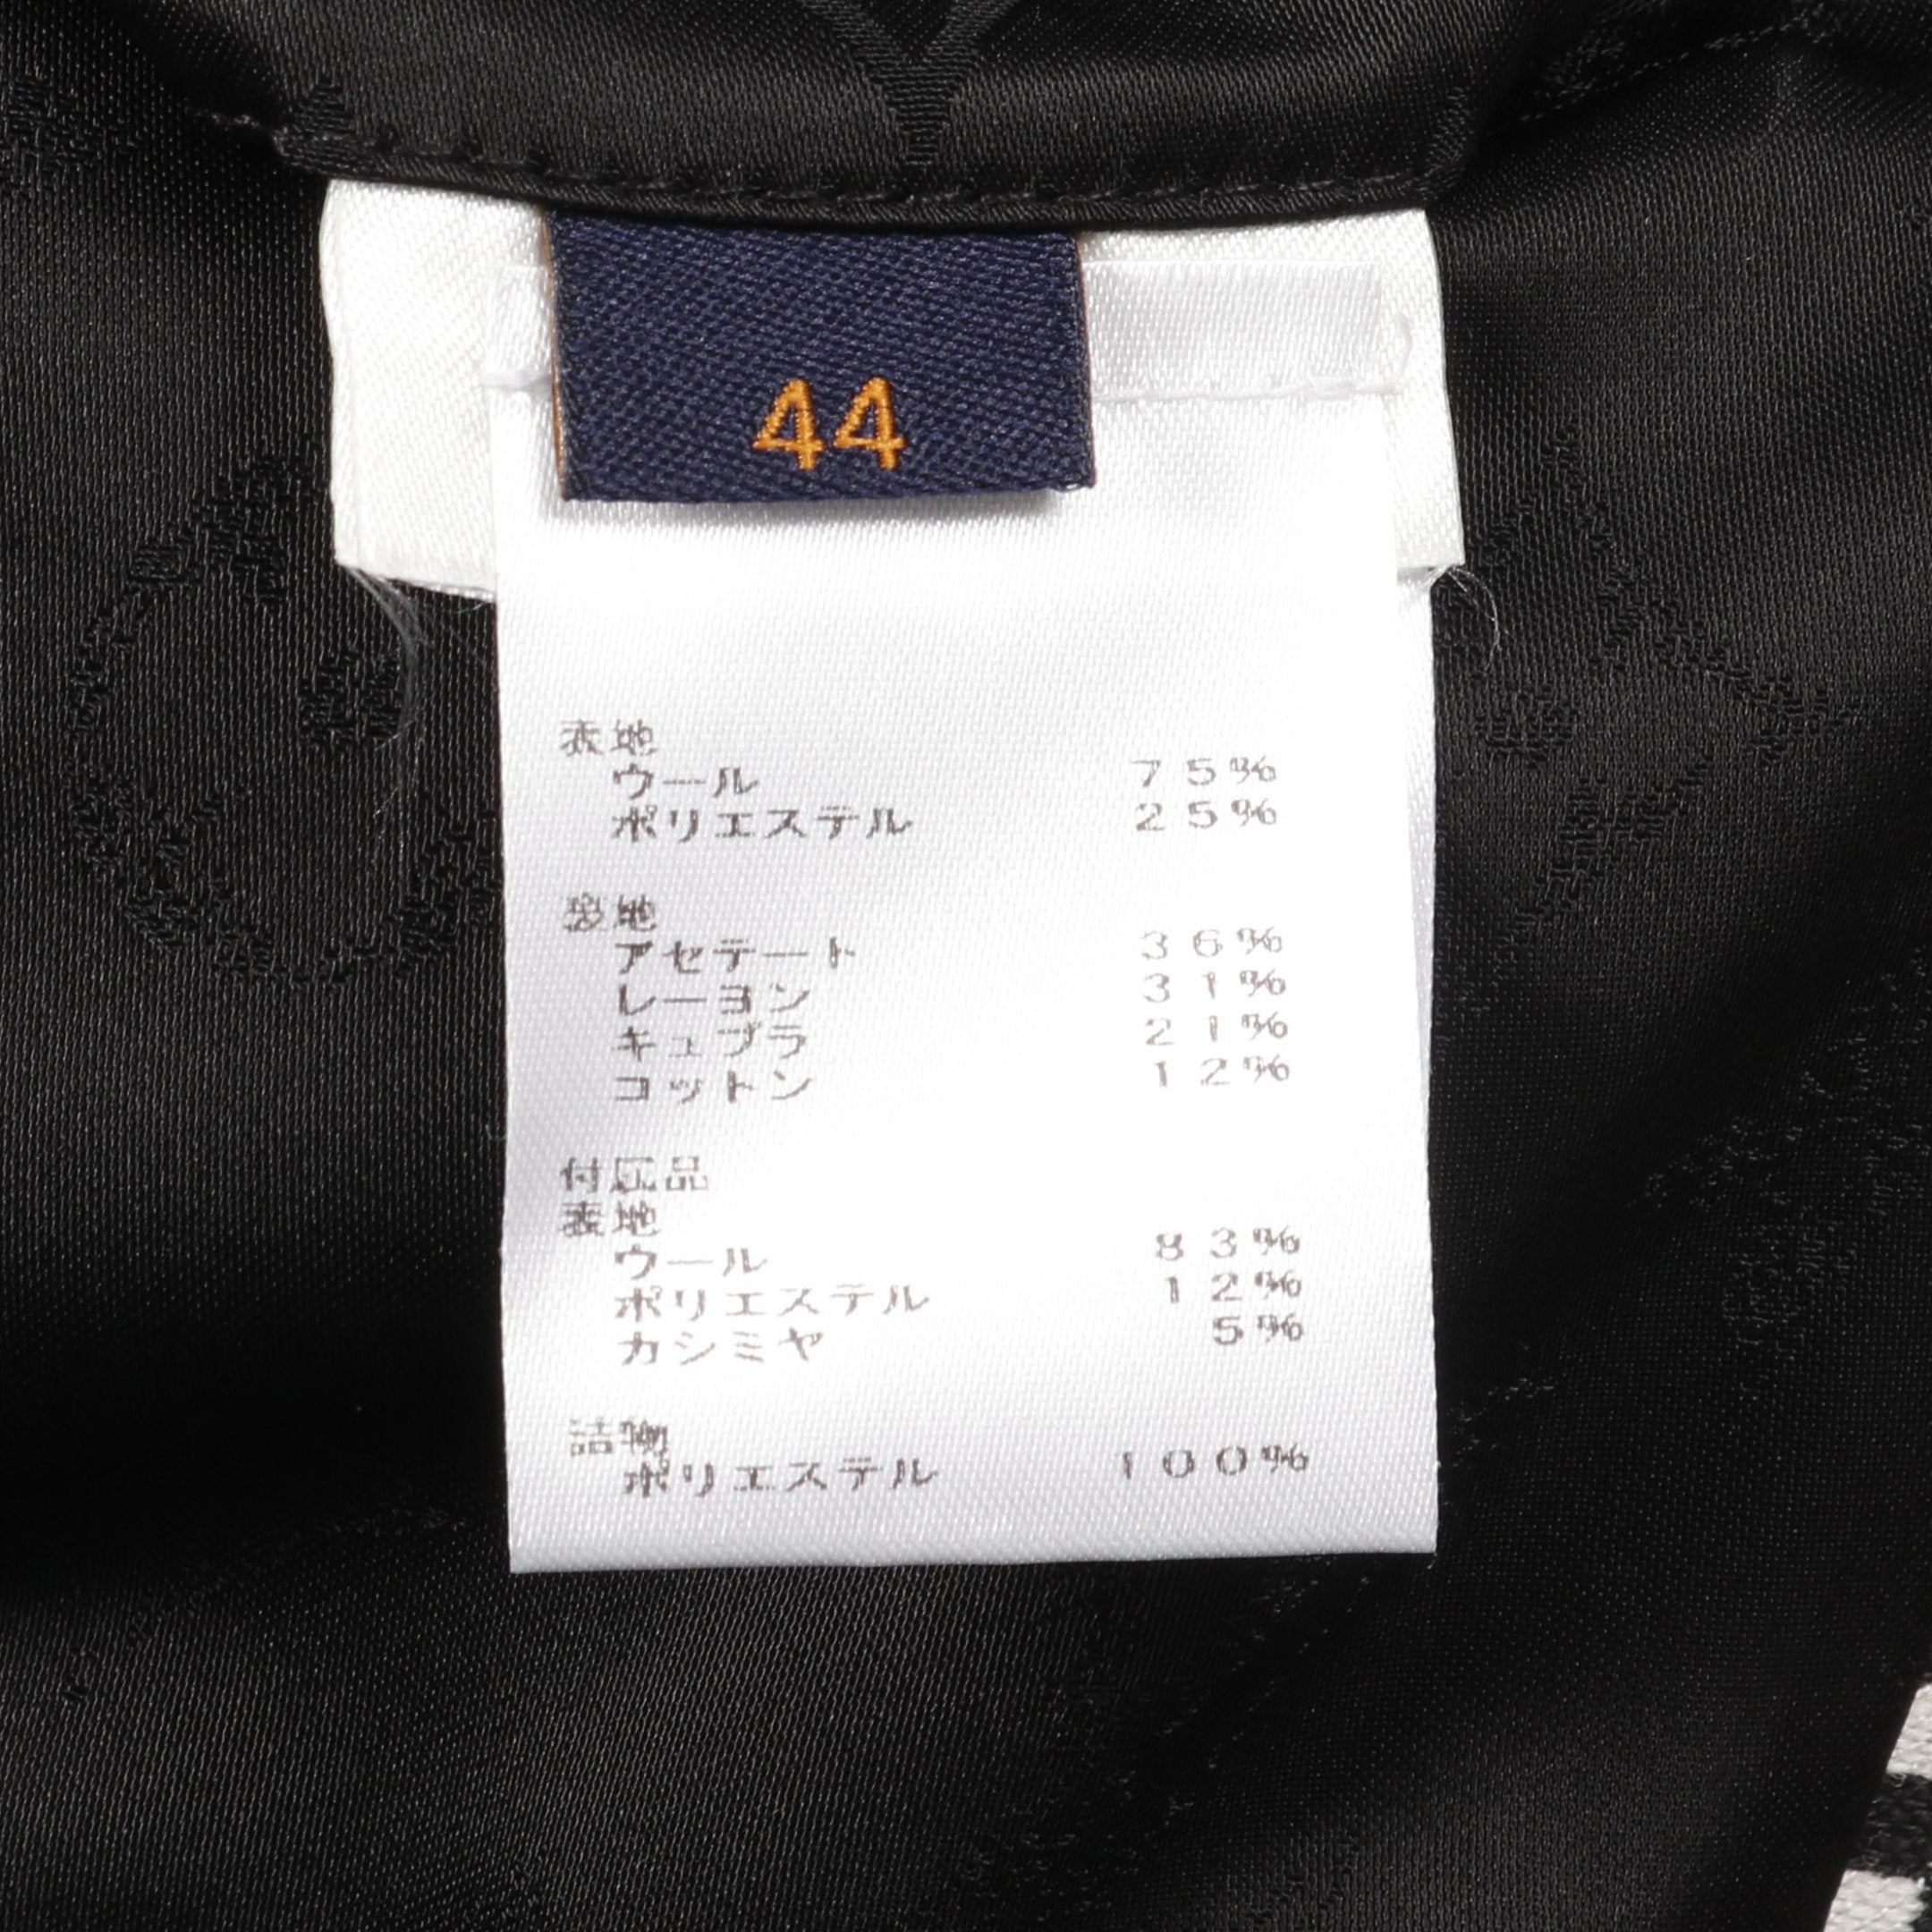 44
表地
ウール 75%
ポリエステル 25%
裏地
アセテート 36%
レーヨン 31%
キュプラ 21%
コットン 12%
付属品
表地
ウール 83%
ポリエステル 12%
カシミヤ 5%
詰物
ポリエステル 100%